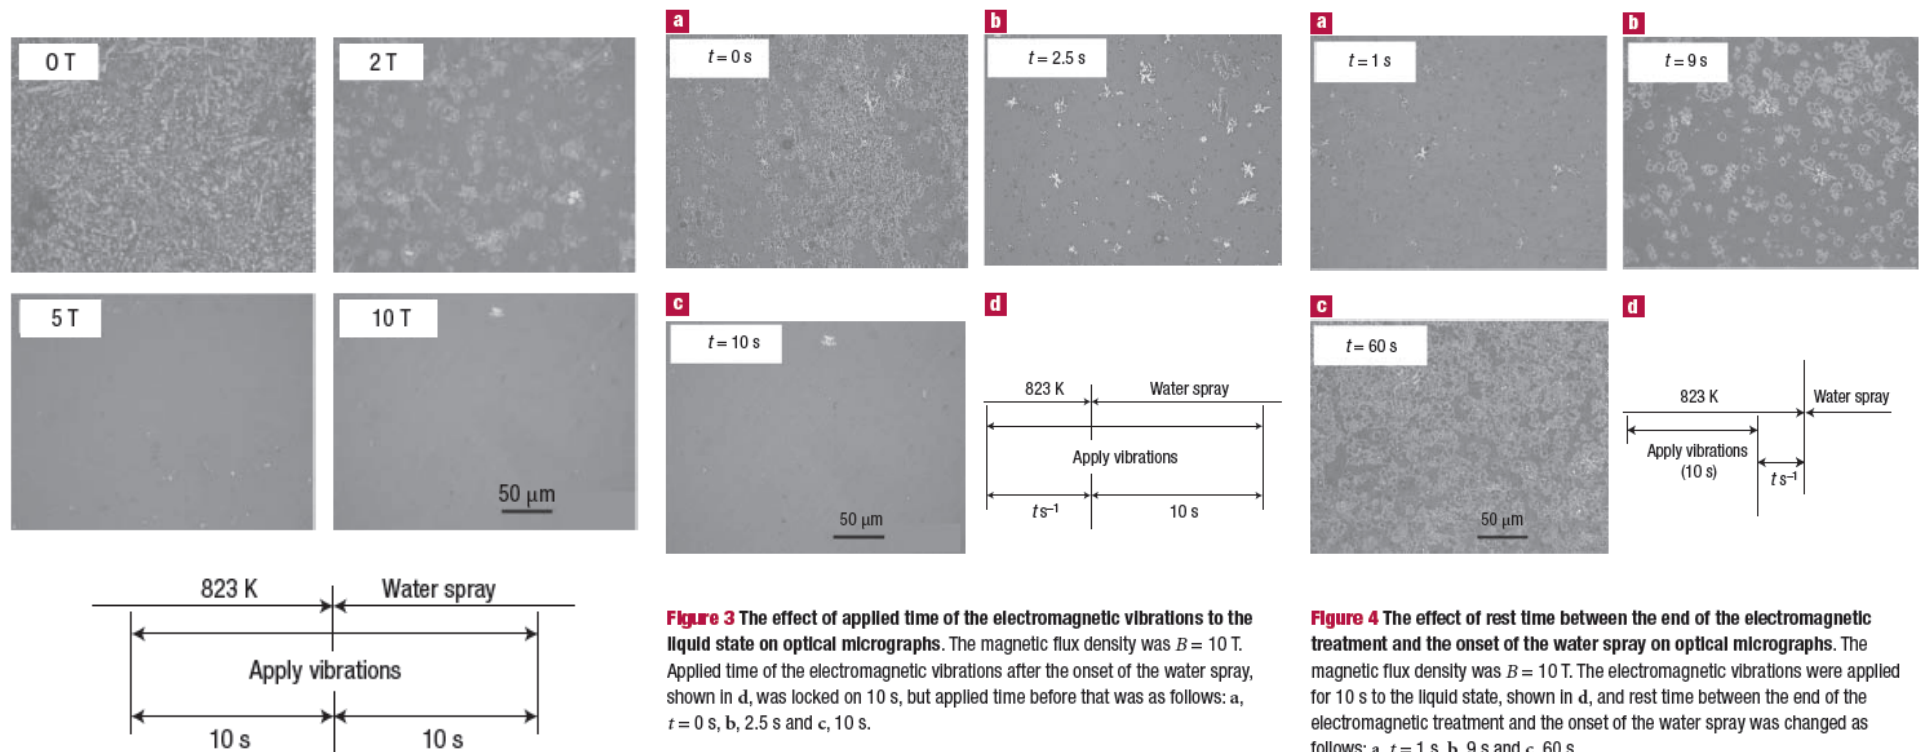 0 T
2 T
5 T
10 T
50 µm
823 K
Water spray
Apply vibrations
10 s
10 s
a
t = 0 s
b
t = 2.5 s
c
t = 10 s
50 µm
d
823 K
Water spray
Apply vibrations
t s⁻¹
10 s
Figure 3 The effect of applied time of the electromagnetic vibrations to the
liquid state on optical micrographs. The magnetic flux density was B = 10 T.
Applied time of the electromagnetic vibrations after the onset of the water spray,
shown in d, was locked on 10 s, but applied time before that was as follows: a,
t = 0 s, b, 2.5 s and c, 10 s.
a
t = 1 s
b
t = 9 s
c
t = 60 s
50 µm
d
823 K
Water spray
Apply vibrations
(10 s)
t s⁻¹
Figure 4 The effect of rest time between the end of the electromagnetic
treatment and the onset of the water spray on optical micrographs. The
magnetic flux density was B = 10 T. The electromagnetic vibrations were applied
for 10 s to the liquid state, shown in d, and rest time between the end of the
electromagnetic treatment and the onset of the water spray was changed as
follows: a, t = 1 s, b, 9 s and c, 60 s